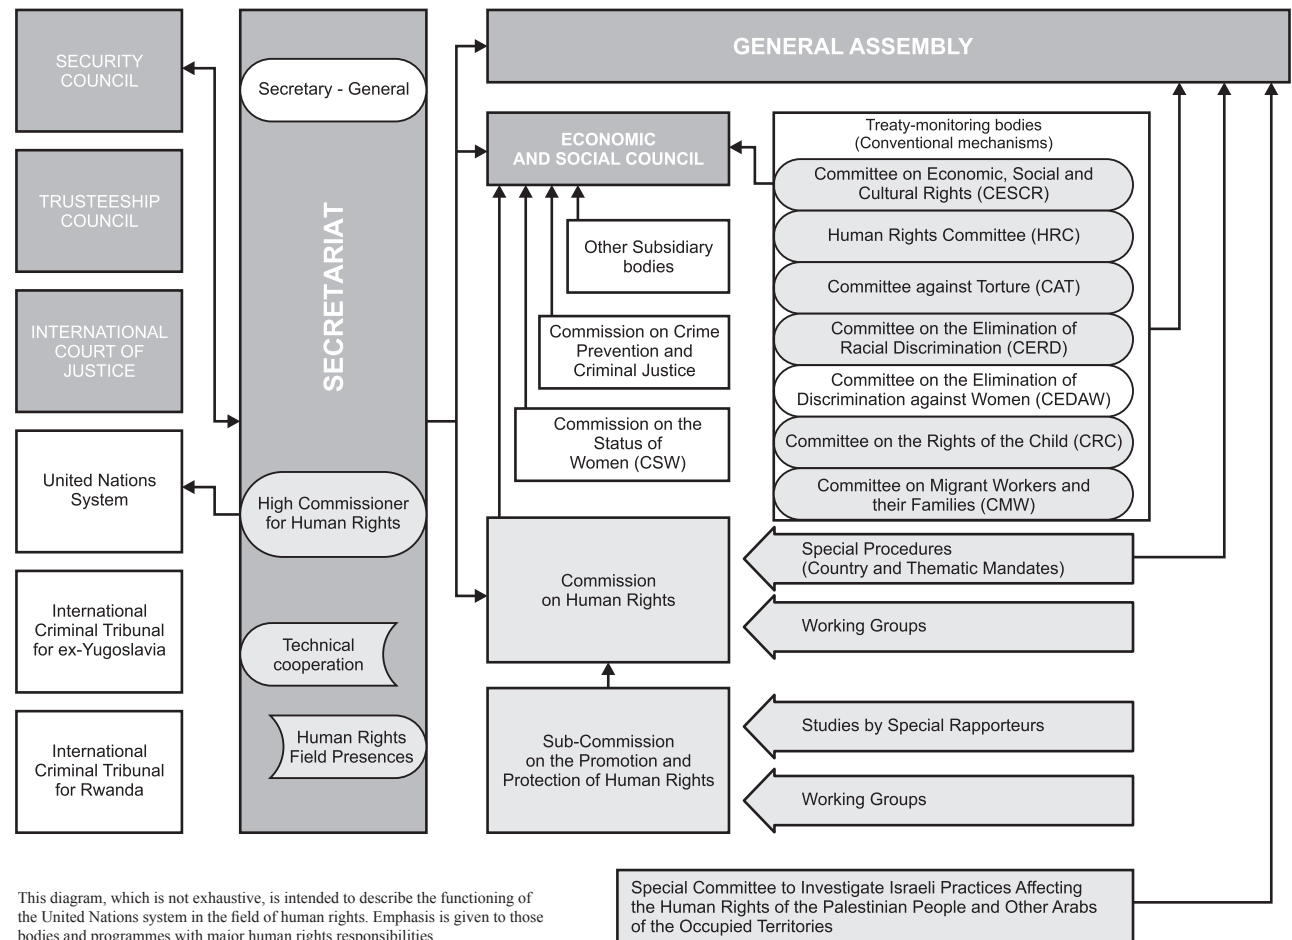 SECURITY
COUNCIL
TRUSTEESHIP
COUNCIL
INTERNATIONAL
COURT OF
JUSTICE
United Nations
System
International
Criminal Tribunal
for ex-Yugoslavia
International
Criminal Tribunal
for Rwanda
Secretary - General
SECRETARIAT
High Commissioner
for Human Rights
Technical
cooperation
Human Rights
Field Presences
GENERAL ASSEMBLY
ECONOMIC
AND SOCIAL COUNCIL
Other Subsidiary
bodies
Commission on Crime
Prevention and
Criminal Justice
Commission on the
Status of
Women (CSW)
Commission
on Human Rights
Sub-Commission
on the Promotion and
Protection of Human Rights
Treaty-monitoring bodies
(Conventional mechanisms)
Committee on Economic, Social and
Cultural Rights (CESCR)
Human Rights Committee (HRC)
Committee against Torture (CAT)
Committee on the Elimination of
Racial Discrimination (CERD)
Committee on the Elimination of
Discrimination against Women (CEDAW)
Committee on the Rights of the Child (CRC)
Committee on Migrant Workers and
their Families (CMW)
Special Procedures
(Country and Thematic Mandates)
Working Groups
Studies by Special Rapporteurs
Working Groups
Special Committee to Investigate Israeli Practices Affecting
the Human Rights of the Palestinian People and Other Arabs
of the Occupied Territories
This diagram, which is not exhaustive, is intended to describe the functioning of
the United Nations system in the field of human rights. Emphasis is given to those
bodies and programmes with major human rights responsibilities